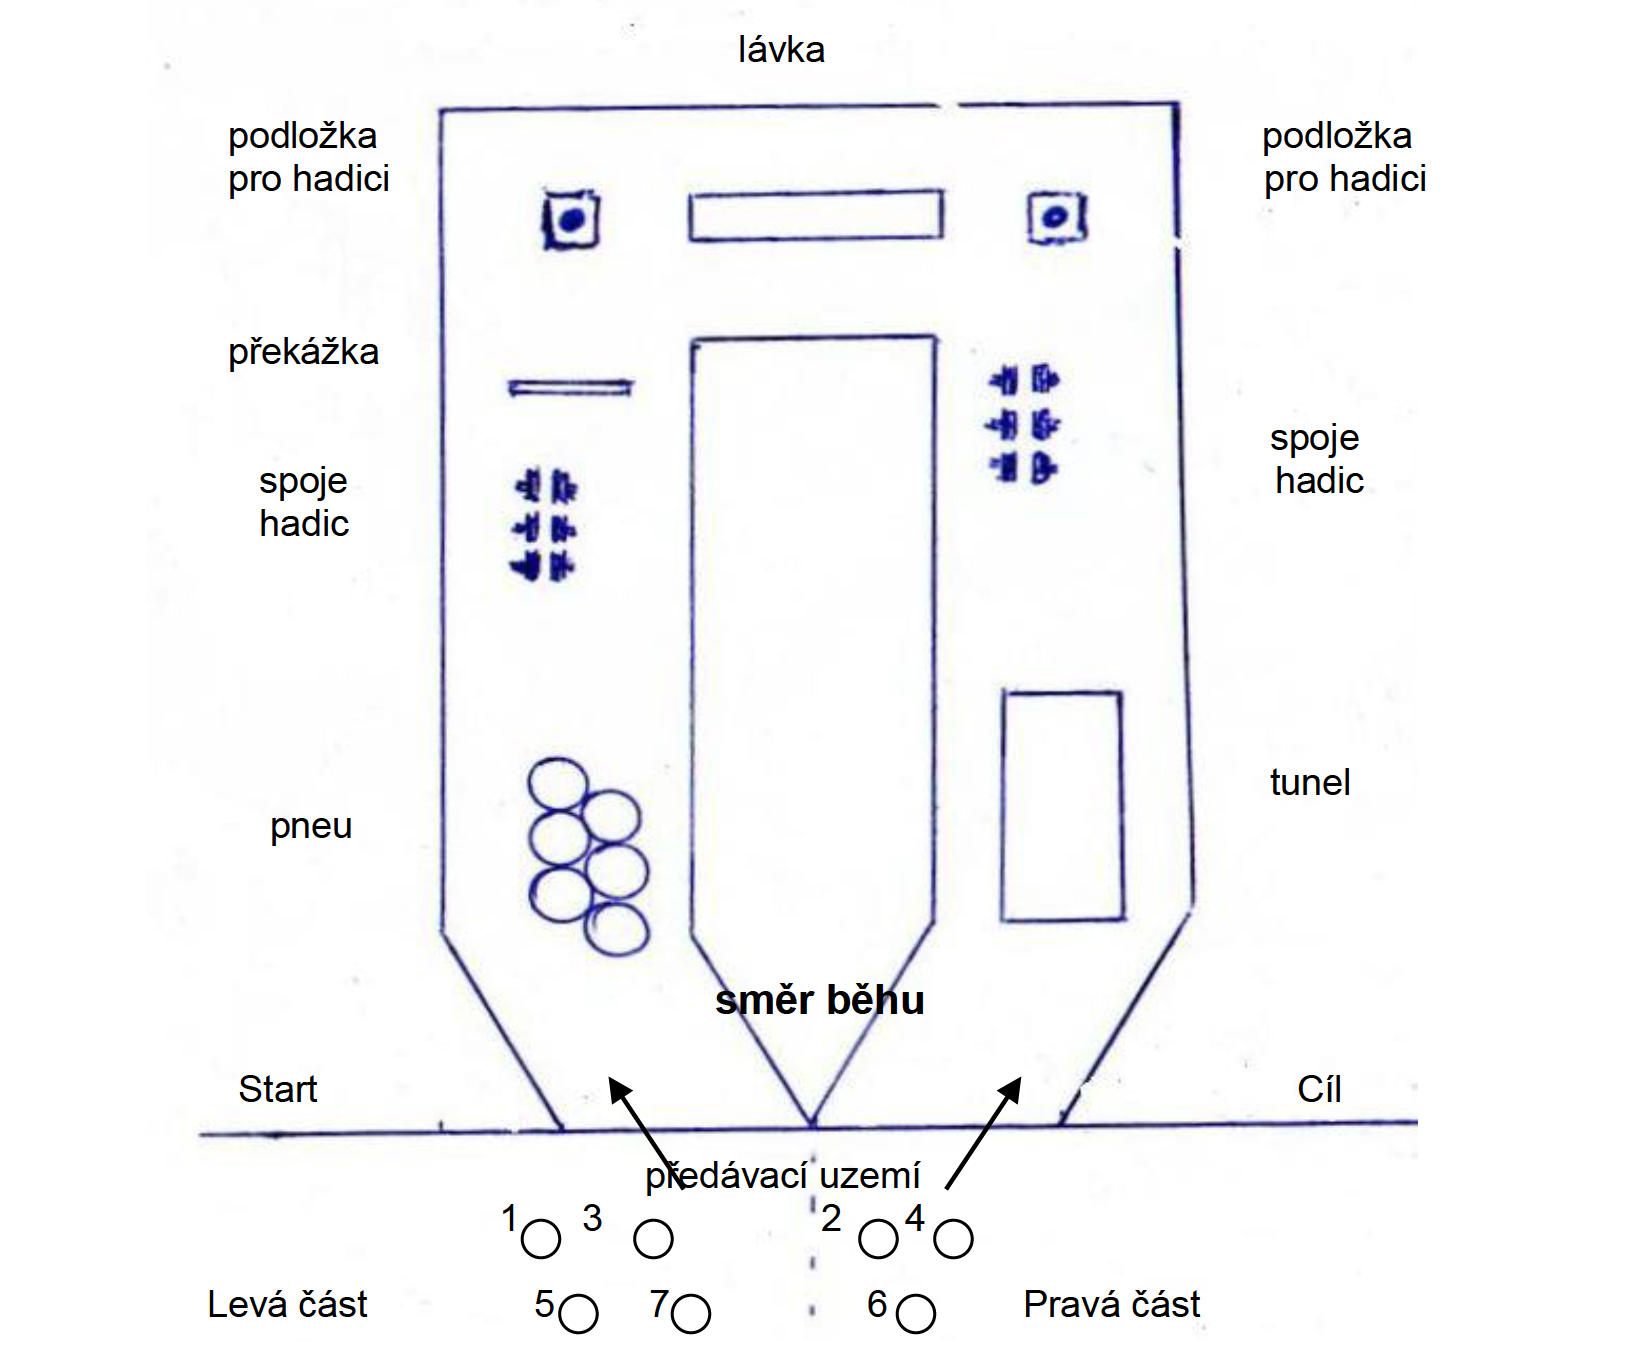 lávka
podložka
pro hadici
podložka
pro hadici
překážka
spoje
hadic
spoje
hadic
pneu
tunel
směr běhu
Start
Cíl
předávací uzemí
1 3 2 4
Levá část 5 7 6 Pravá část